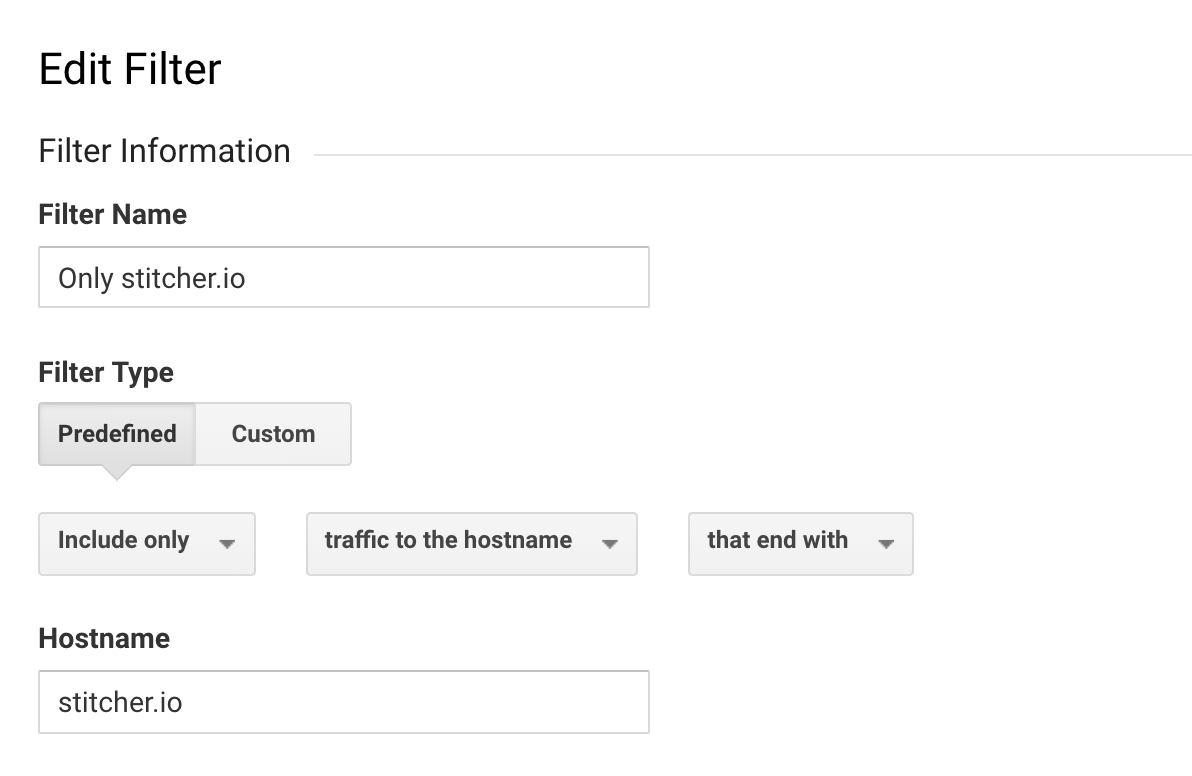 Edit Filter
Filter Information
Filter Name
Only stitcher.io
Filter Type
Predefined Custom
Include only traffic to the hostname that end with
Hostname
stitcher.io